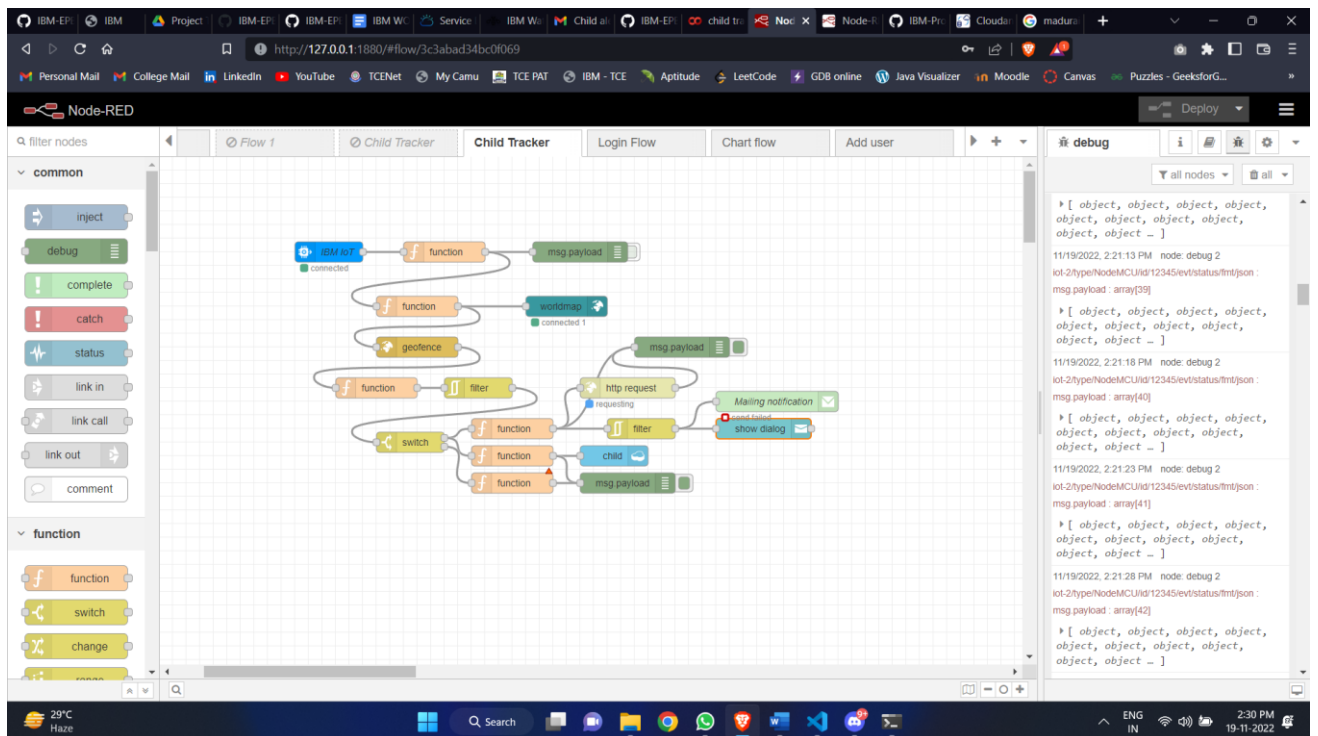 IBM-EPI IBM Project IBM-EPI IBM-EPI IBM WC Service IBM Wa Child al IBM-EPI child tra Nod Node-R IBM-Pro Cloudan madura
http://127.0.0.1:1880/#flow/3c3abad34bc0f069
Personal Mail College Mail LinkedIn YouTube TCENet My Camu TCE PAT IBM - TCE Aptitude LeetCode GDB online Java Visualizer Moodle Canvas Puzzles - GeeksforG... »
Node-RED Deploy
filter nodes Flow 1 Child Tracker Child Tracker Login Flow Chart flow Add user debug
all nodes all
common
inject
debug
complete
catch
status
link in
link call
link out
comment
function
function
switch
change
range
IBM IoT function msg.payload
connected
function worldmap
connected 1
geofence msg.payload
function filter http request
requesting
Mailing notification
send failed
function filter show dialog
switch
function child
function msg.payload
[ object, object, object, object,
object, object, object, object,
object, object … ]
11/19/2022, 2:21:13 PM node: debug 2
iot-2/type/NodeMCU/id/12345/evt/status/fmt/json :
msg.payload : array[39]
[ object, object, object, object,
object, object, object, object,
object, object … ]
11/19/2022, 2:21:18 PM node: debug 2
iot-2/type/NodeMCU/id/12345/evt/status/fmt/json :
msg.payload : array[40]
[ object, object, object, object,
object, object, object, object,
object, object … ]
11/19/2022, 2:21:23 PM node: debug 2
iot-2/type/NodeMCU/id/12345/evt/status/fmt/json :
msg.payload : array[41]
[ object, object, object, object,
object, object, object, object,
object, object … ]
11/19/2022, 2:21:28 PM node: debug 2
iot-2/type/NodeMCU/id/12345/evt/status/fmt/json :
msg.payload : array[42]
[ object, object, object, object,
object, object, object, object,
object, object … ]
29°C
Haze
Search
ENG
IN
2:30 PM
19-11-2022